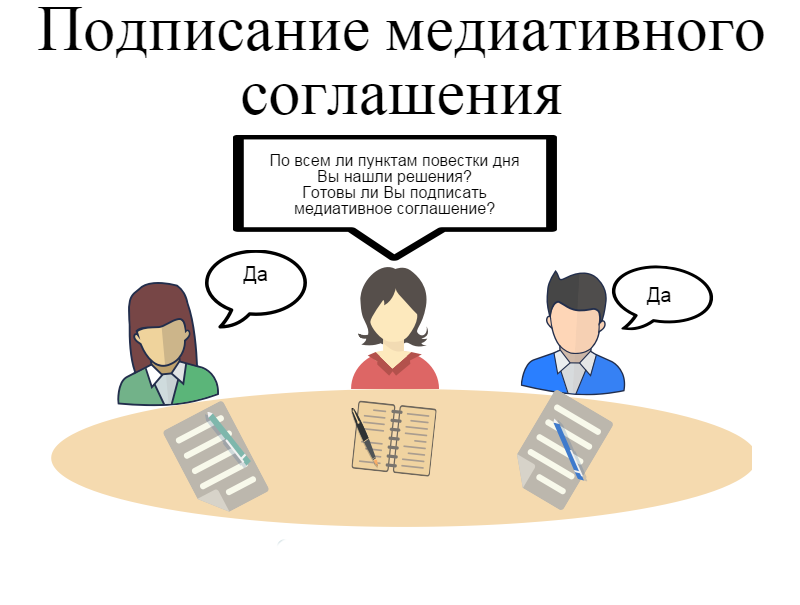 Подписание медиативного
соглашения
По всем ли пунктам повестки дня
Вы нашли решения?
Готовы ли Вы подписать
медиативное соглашение?
Да
Да